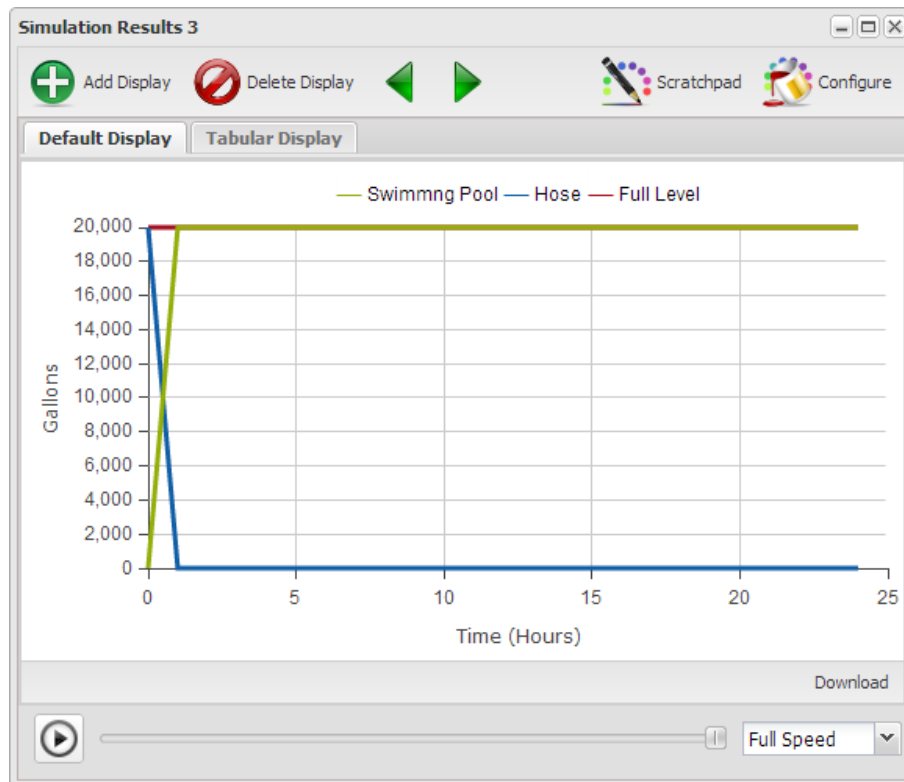 Simulation Results 3
Add Display Delete Display Scratchpad Configure
Default Display Tabular Display
Swimmng Pool Hose Full Level
20,000
18,000
16,000
14,000
12,000
10,000
8,000
6,000
4,000
2,000
0
Gallons
0 5 10 15 20 25
Time (Hours)
Download
Full Speed